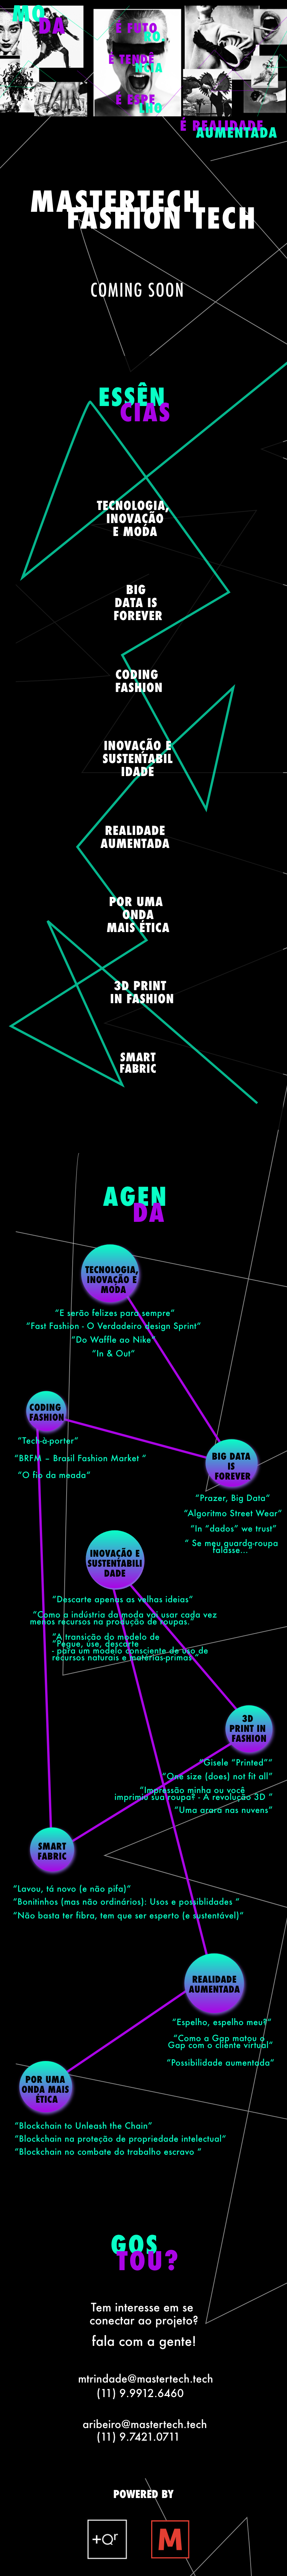 MO
DA
É FUTO
RO
É TENDÊ
NCIA
É ESPE
LHO
É REALIDADE
AUMENTADA
MASTERTECH
FASHION TECH
COMING SOON
ESSÊN
CIAS
TECNOLOGIA,
INOVAÇÃO
E MODA
BIG
DATA IS
FOREVER
CODING
FASHION
INOVAÇÃO E
SUSTENTABIL
IDADE
REALIDADE
AUMENTADA
POR UMA
ONDA
MAIS ÉTICA
3D PRINT
IN FASHION
SMART
FABRIC
AGEN
DA
TECNOLOGIA,
INOVAÇÃO E
MODA
“E serão felizes para sempre”
“Fast Fashion - O Verdadeiro design Sprint”
“Do Waffle ao Nike”
“In & Out”
CODING
FASHION
“Tech-à-porter”
“BRFM – Brasil Fashion Market “
“O fio da meada”
BIG DATA
IS
FOREVER
“Prazer, Big Data”
“Algoritmo Street Wear”
“In “dados” we trust”
“ Se meu guarda-roupa
falasse...”
INOVAÇÃO E
SUSTENTABILI
DADE
“Descarte apenas as velhas ideias”
“Como a indústria da moda vai usar cada vez
menos recursos na produção de roupas.”
“A transição do modelo de
“Pegue, use, descarte
- para um modelo consciente de uso de
recursos naturais e matérias-primas “
3D
PRINT IN
FASHION
“Gisele “Printed””
“One size (does) not fit all”
“Impressão minha ou você
imprimiu sua roupa? - A revolução 3D “
“Uma arara nas nuvens”
SMART
FABRIC
“Lavou, tá novo (e não pifa)”
“Bonitinhos (mas não ordinários): Usos e possiblidades “
“Não basta ter fibra, tem que ser esperto (e sustentável)”
REALIDADE
AUMENTADA
“Espelho, espelho meu?”
“Como a Gap matou o
Gap com o cliente virtual”
“Possibilidade aumentada”
POR UMA
ONDA MAIS
ÉTICA
“Blockchain to Unleash the Chain”
“Blockchain na proteção de propriedade intelectual”
“Blockchain no combate do trabalho escravo “
GOS
TOU?
Tem interesse em se
conectar ao projeto?
fala com a gente!
mtrindade@mastertech.tech
(11) 9.9912.6460
aribeiro@mastertech.tech
(11) 9.7421.0711
POWERED BY
+Qr
M